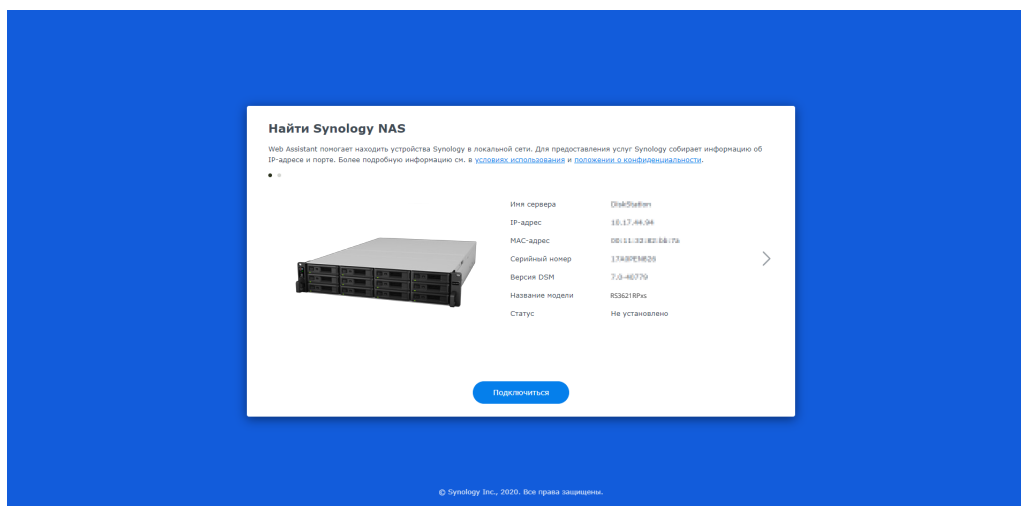 Найти Synology NAS
Web Assistant помогает находить устройства Synology в локальной сети. Для предоставления услуг Synology собирает информацию об
IP-адресе и порте. Более подробную информацию см. в условиях использования и положении о конфиденциальности.
Имя сервера DiskStation
IP-адрес
MAC-адрес
Серийный номер
Версия DSM
Название модели RS3621RPxs
Статус Не установлено
Подключиться
© Synology Inc., 2020. Все права защищены.